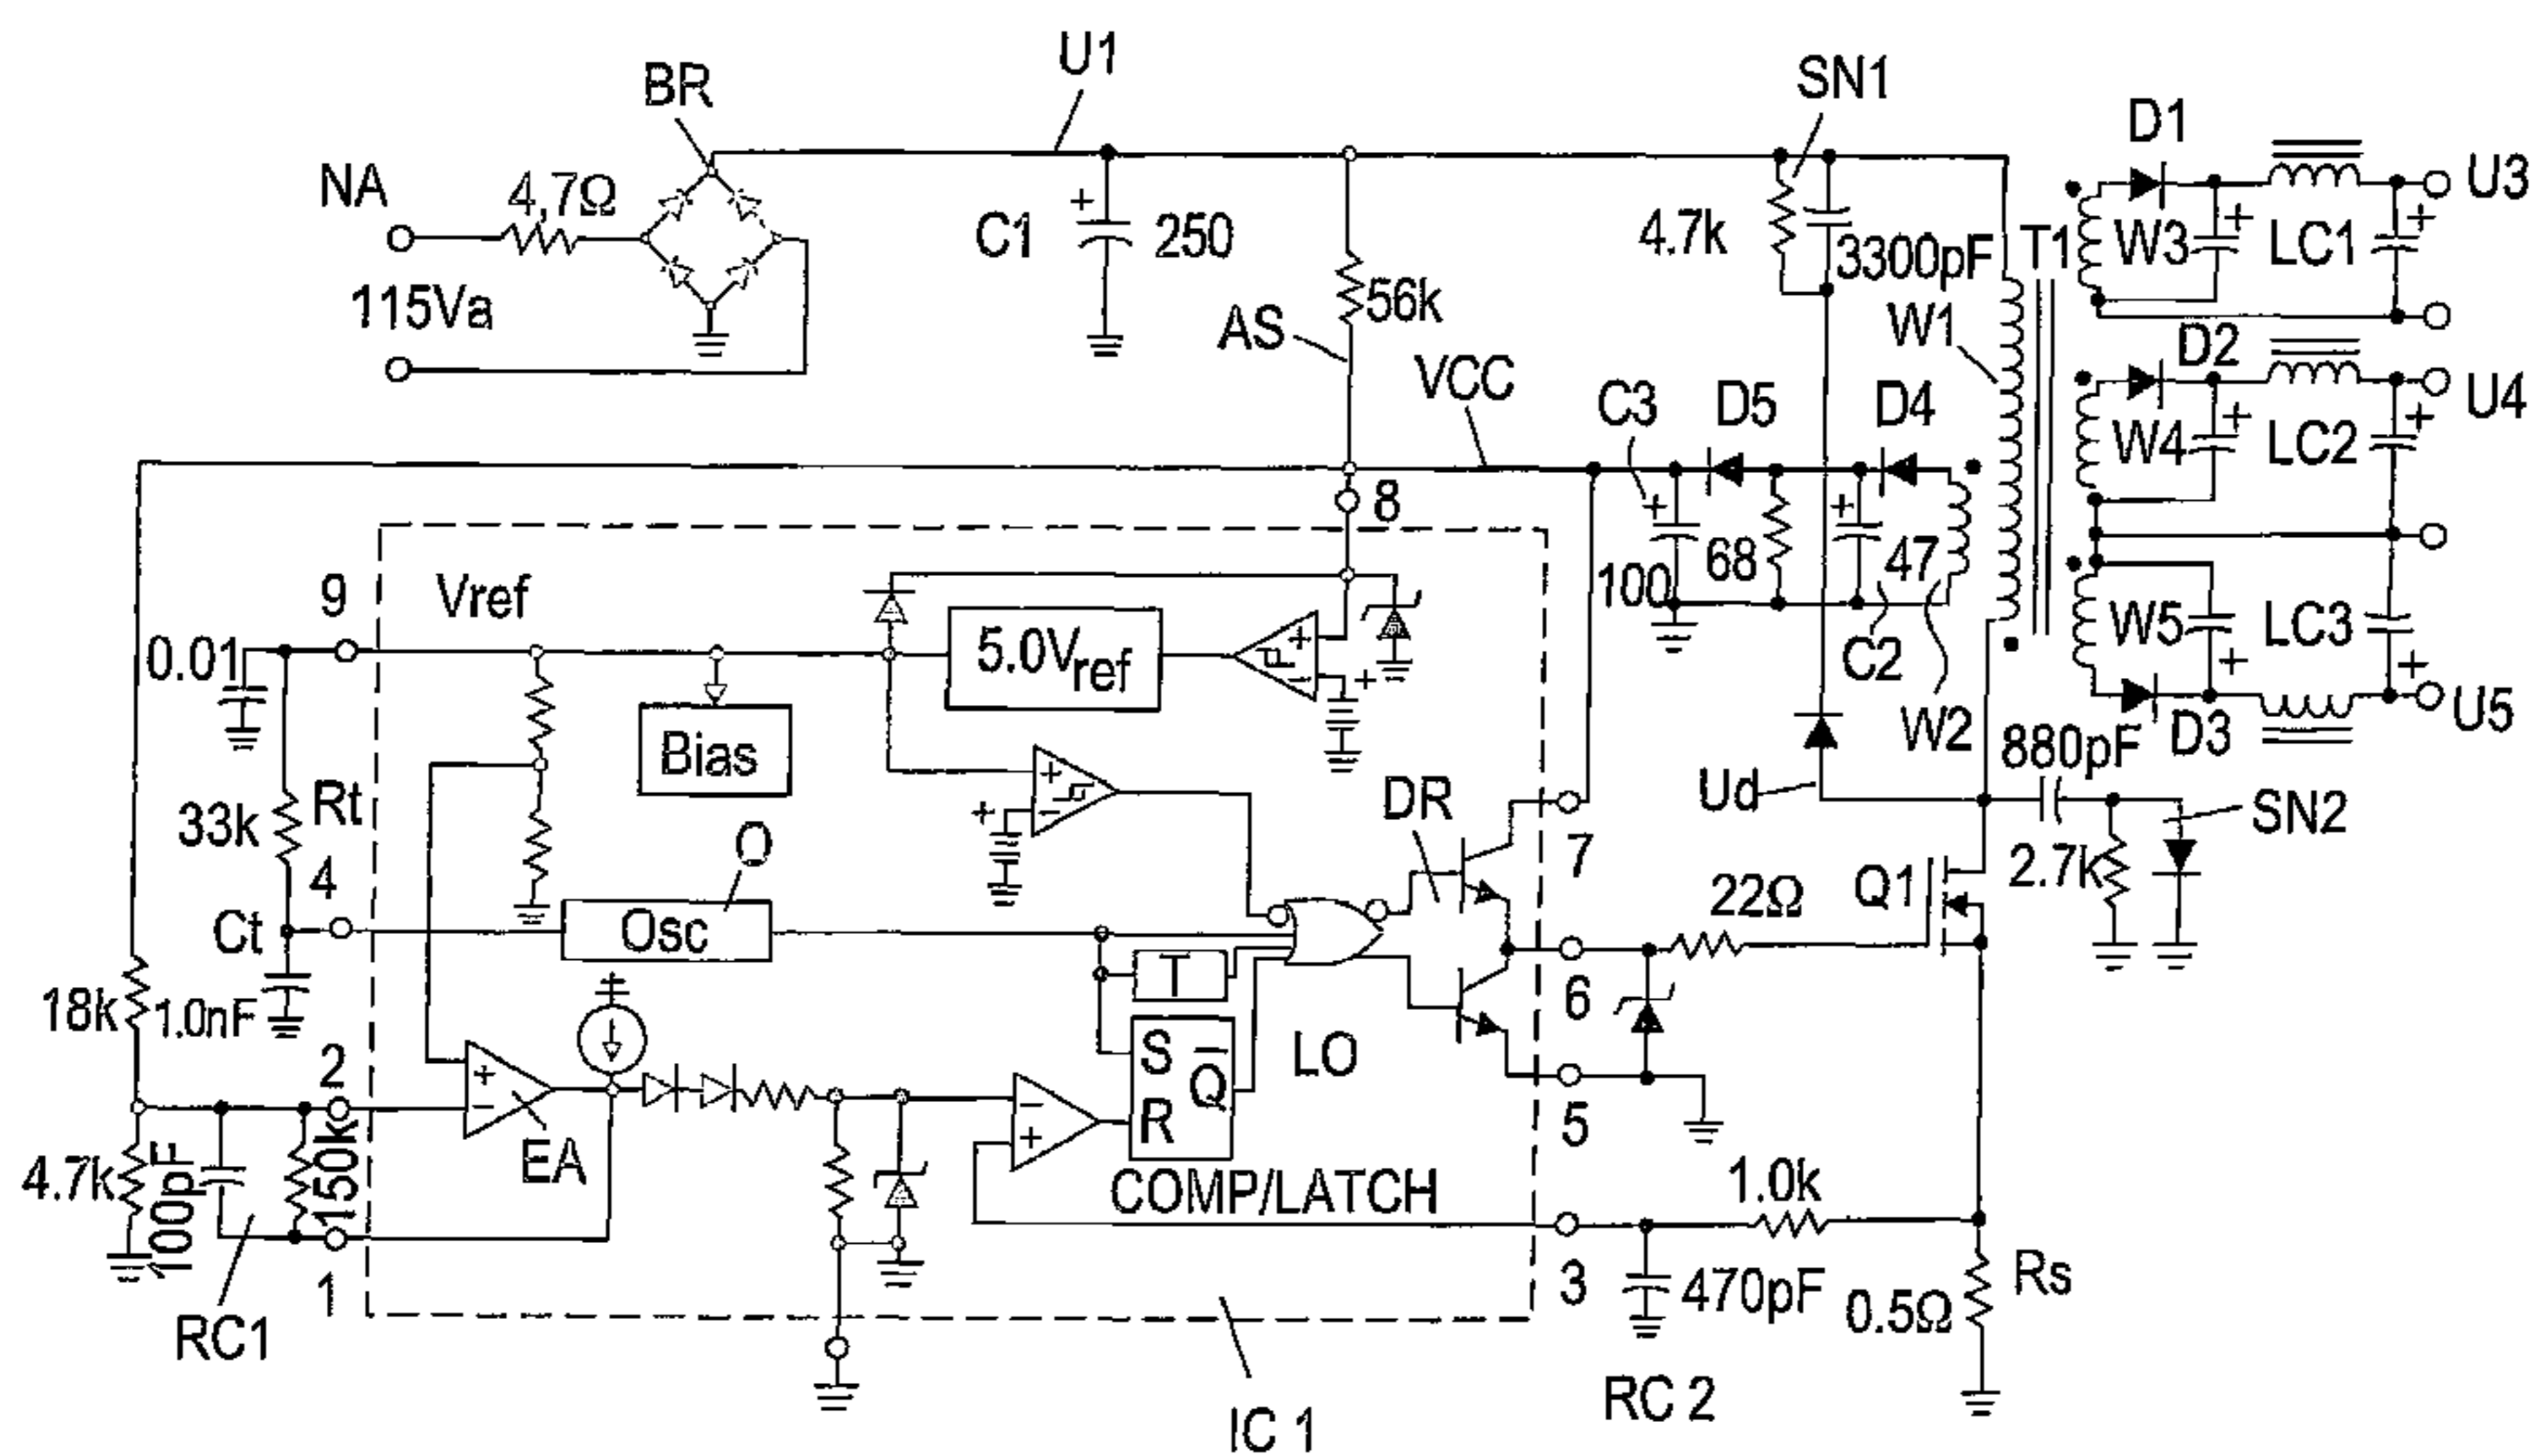 U1
BR
SN1
D1
NA
4,7Ω
U3
C1
250
4.7k
3300pF
T1
W3
LC1
115Va
56k
AS
W1
D2
VCC
C3
D5
D4
U4
W4
LC2
8
9
Vref
100
68
47
W5
LC3
0.01
5.0Vref
C2
U5
W2
D3
Bias
880pF
Ud
DR
SN2
33k
Rt
O
7
2.7k
4
Q1
22Ω
Ct
Osc
T
6
18k
1.0nF
S
Q
R
LO
2
5
EA
4.7k
100pF
150k
COMP/LATCH
1.0k
1
3
470pF
Rs
0.5Ω
RC1
RC 2
IC 1